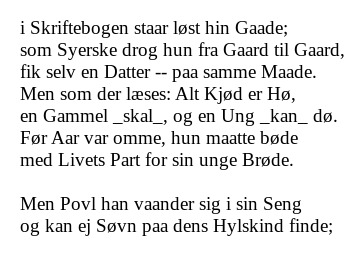 i Skriftebogen staar løst hin Gaade;
som Syerske drog hun fra Gaard til Gaard,
fik selv en Datter -- paa samme Maade.
Men som der læses: Alt Kjød er Hø,
en Gammel _skal_, og en Ung _kan_ dø.
Før Aar var omme, hun maatte bøde
med Livets Part for sin unge Brøde.

Men Povl han vaander sig i sin Seng
og kan ej Søvn paa dens Hylskind finde;